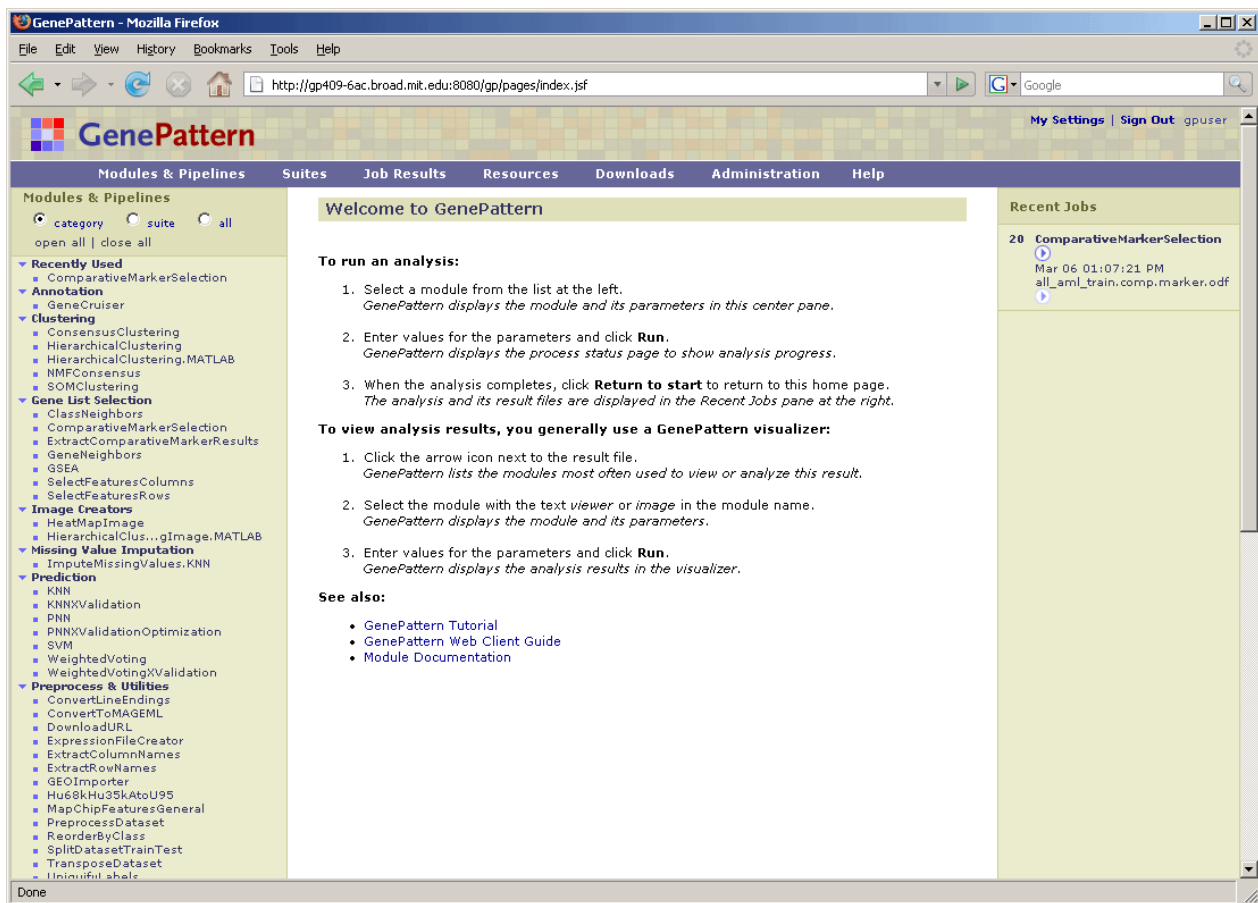 GenePattern - Mozilla Firefox
File Edit View History Bookmarks Tools Help
http://gp409-6ac.broad.mit.edu:8080/gp/pages/index.jsf
G Google
GenePattern
My Settings | Sign Out gpuser
Modules & Pipelines Suites Job Results Resources Downloads Administration Help
Modules & Pipelines
category suite all
open all | close all
Recently Used
ComparativeMarkerSelection
Annotation
GeneCruiser
Clustering
ConsensusClustering
HierarchicalClustering
HierarchicalClustering.MATLAB
NMFConsensus
SOMClustering
Gene List Selection
ClassNeighbors
ComparativeMarkerSelection
ExtractComparativeMarkerResults
GeneNeighbors
GSEA
SelectFeaturesColumns
SelectFeaturesRows
Image Creators
HeatMapImage
HierarchicalClus...gImage.MATLAB
Missing Value Imputation
ImputeMissingValues.KNN
Prediction
KNN
KNNXValidation
PNN
PNNXValidationOptimization
SVM
WeightedVoting
WeightedVotingXValidation
Preprocess & Utilities
ConvertLineEndings
ConvertToMAGEML
DownloadURL
ExpressionFileCreator
ExtractColumnNames
ExtractRowNames
GEOImporter
Hu68kHu35kAtoU95
MapChipFeaturesGeneral
PreprocessDataset
ReorderByClass
SplitDatasetTrainTest
TransposeDataset
UniquifyLabels
Welcome to GenePattern
To run an analysis:
1. Select a module from the list at the left.
GenePattern displays the module and its parameters in this center pane.
2. Enter values for the parameters and click Run.
GenePattern displays the process status page to show analysis progress.
3. When the analysis completes, click Return to start to return to this home page.
The analysis and its result files are displayed in the Recent Jobs pane at the right.
To view analysis results, you generally use a GenePattern visualizer:
1. Click the arrow icon next to the result file.
GenePattern lists the modules most often used to view or analyze this result.
2. Select the module with the text viewer or image in the module name.
GenePattern displays the module and its parameters.
3. Enter values for the parameters and click Run.
GenePattern displays the analysis results in the visualizer.
See also:
• GenePattern Tutorial
• GenePattern Web Client Guide
• Module Documentation
Recent Jobs
20 ComparativeMarkerSelection
Mar 06 01:07:21 PM
all_aml_train.comp.marker.odf
Done